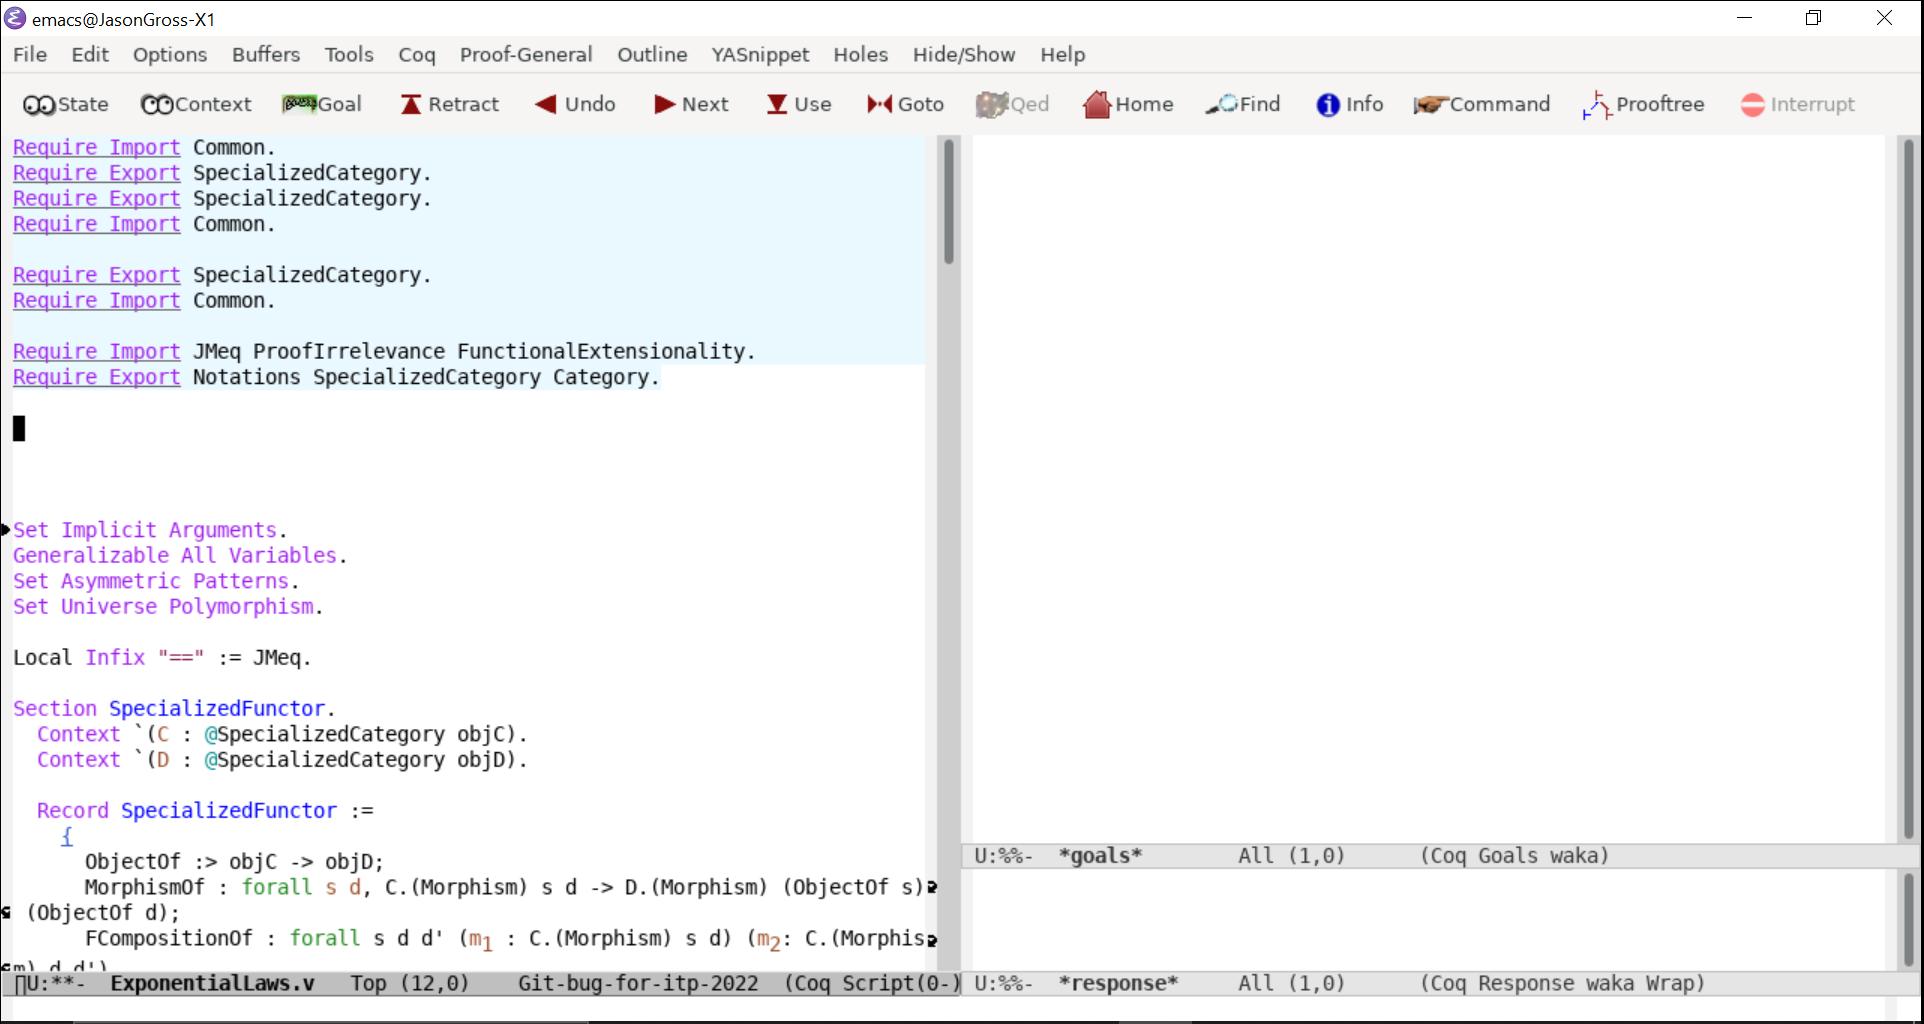 emacs@JasonGross-X1
File Edit Options Buffers Tools Coq Proof-General Outline YASnippet Holes Hide/Show Help
State Context Goal Retract Undo Next Use Goto Qed Home Find Info Command Prooftree Interrupt
Require Import Common.
Require Export SpecializedCategory.
Require Export SpecializedCategory.
Require Import Common.
Require Export SpecializedCategory.
Require Import Common.
Require Import JMeq ProofIrrelevance FunctionalExtensionality.
Require Export Notations SpecializedCategory Category.
Set Implicit Arguments.
Generalizable All Variables.
Set Asymmetric Patterns.
Set Universe Polymorphism.
Local Infix "==" := JMeq.
Section SpecializedFunctor.
Context `(C : @SpecializedCategory objC).
Context `(D : @SpecializedCategory objD).
Record SpecializedFunctor :=
{
ObjectOf :> objC -> objD;
MorphismOf : forall s d, C.(Morphism) s d -> D.(Morphism) (ObjectOf s)
(ObjectOf d);
FCompositionOf : forall s d d' (m₁ : C.(Morphism) s d) (m₂: C.(Morphis
m) d d')
U:**- ExponentialLaws.v Top (12,0) Git-bug-for-itp-2022 (Coq Script(0-)
U:%%- *goals* All (1,0) (Coq Goals waka)
U:%%- *response* All (1,0) (Coq Response waka Wrap)